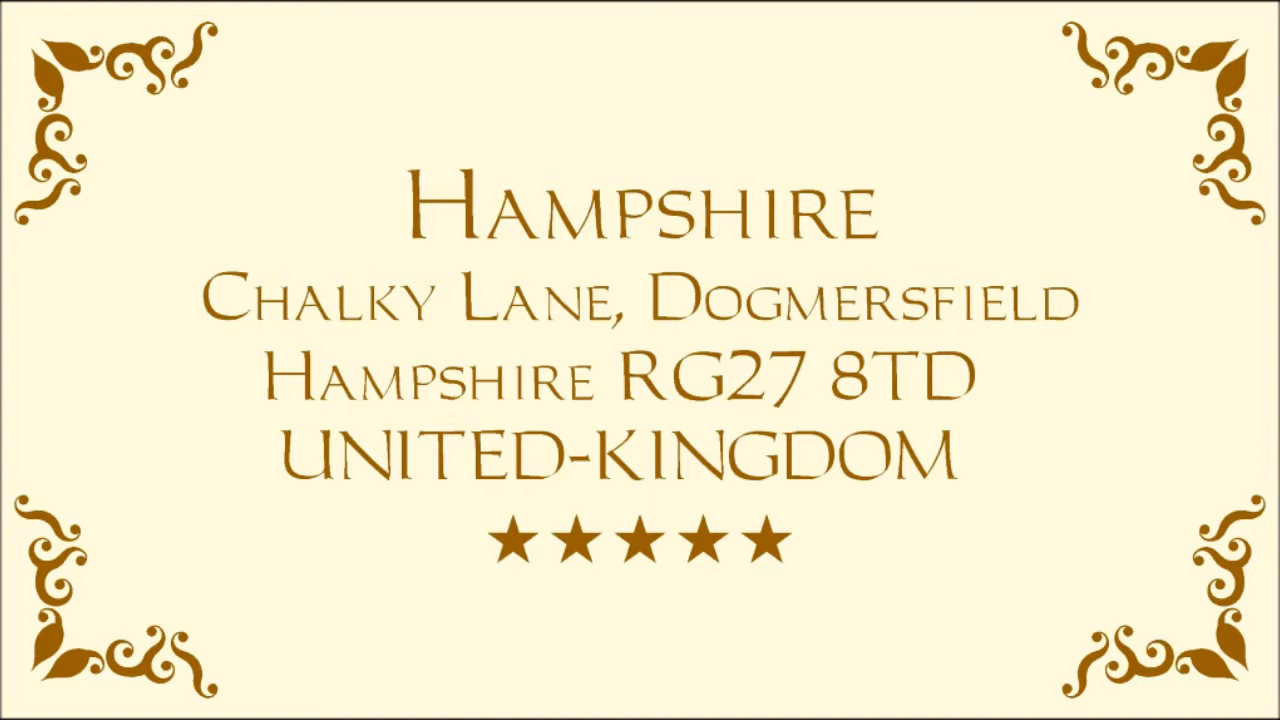 Hampshire
Chalky Lane, Dogmersfield
Hampshire RG27 8TD
UNITED-KINGDOM
★★★★★